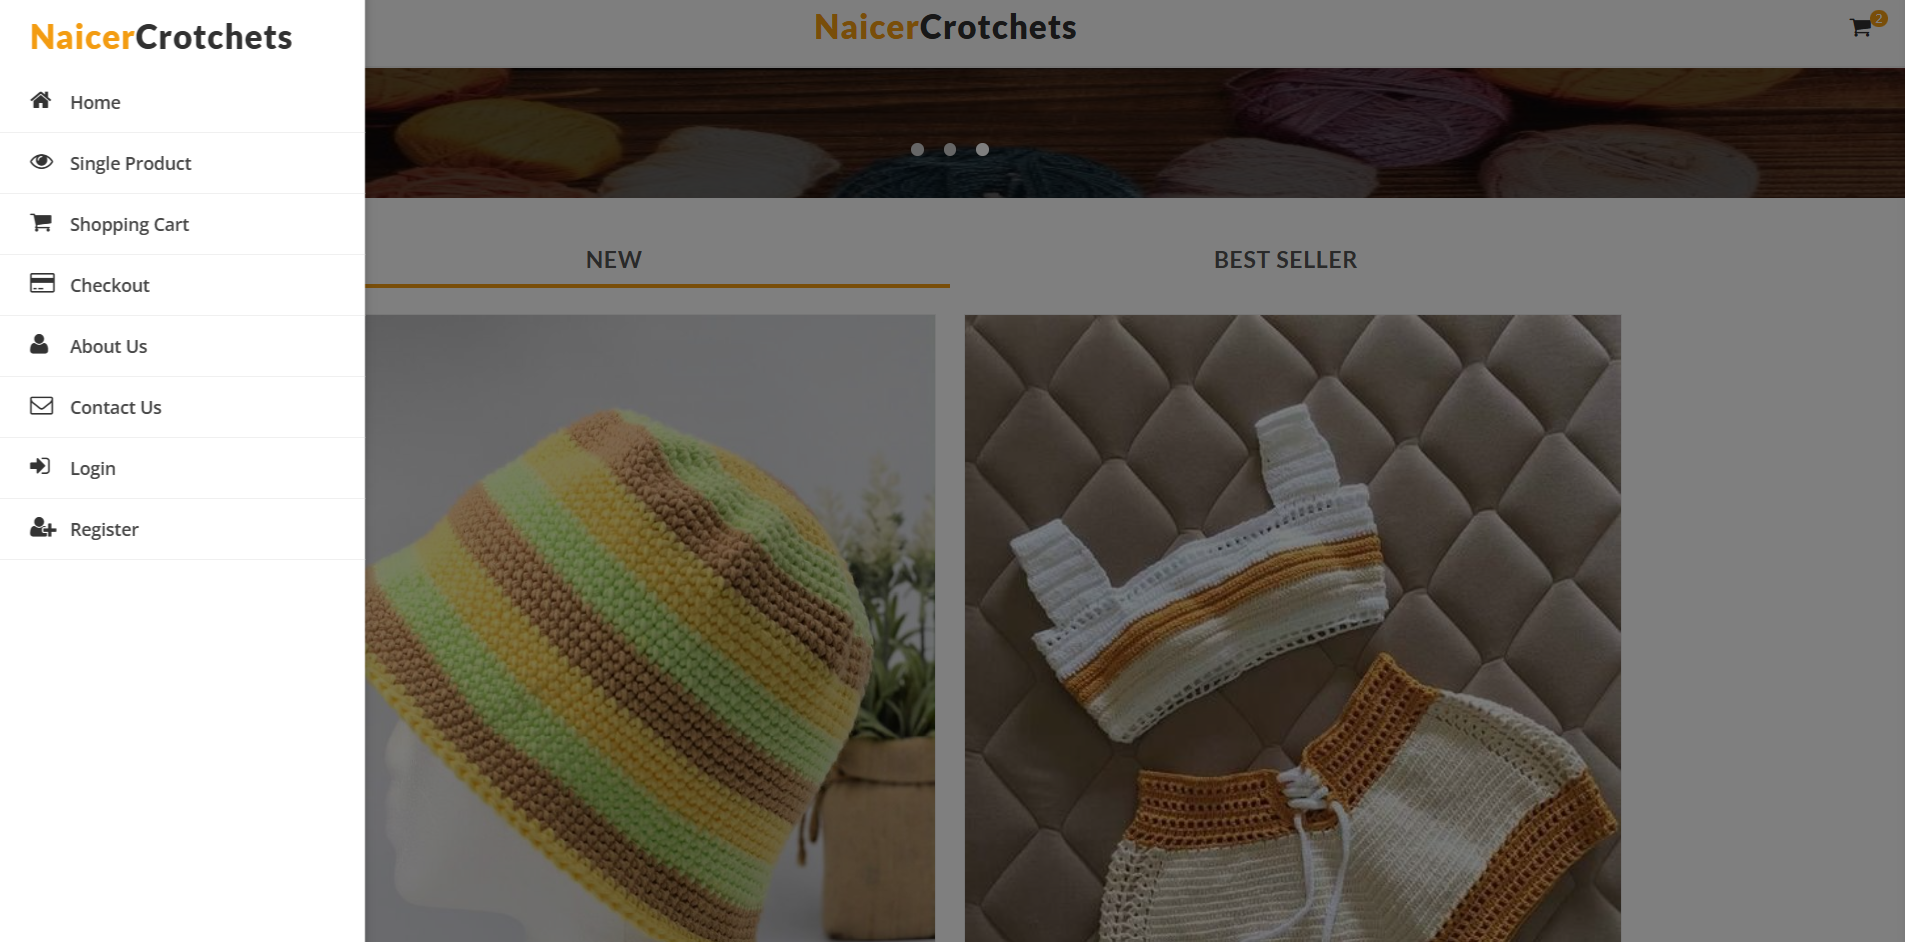 NaicerCrotchets
Home
Single Product
Shopping Cart
Checkout
About Us
Contact Us
Login
Register
NaicerCrotchets
2
NEW
BEST SELLER